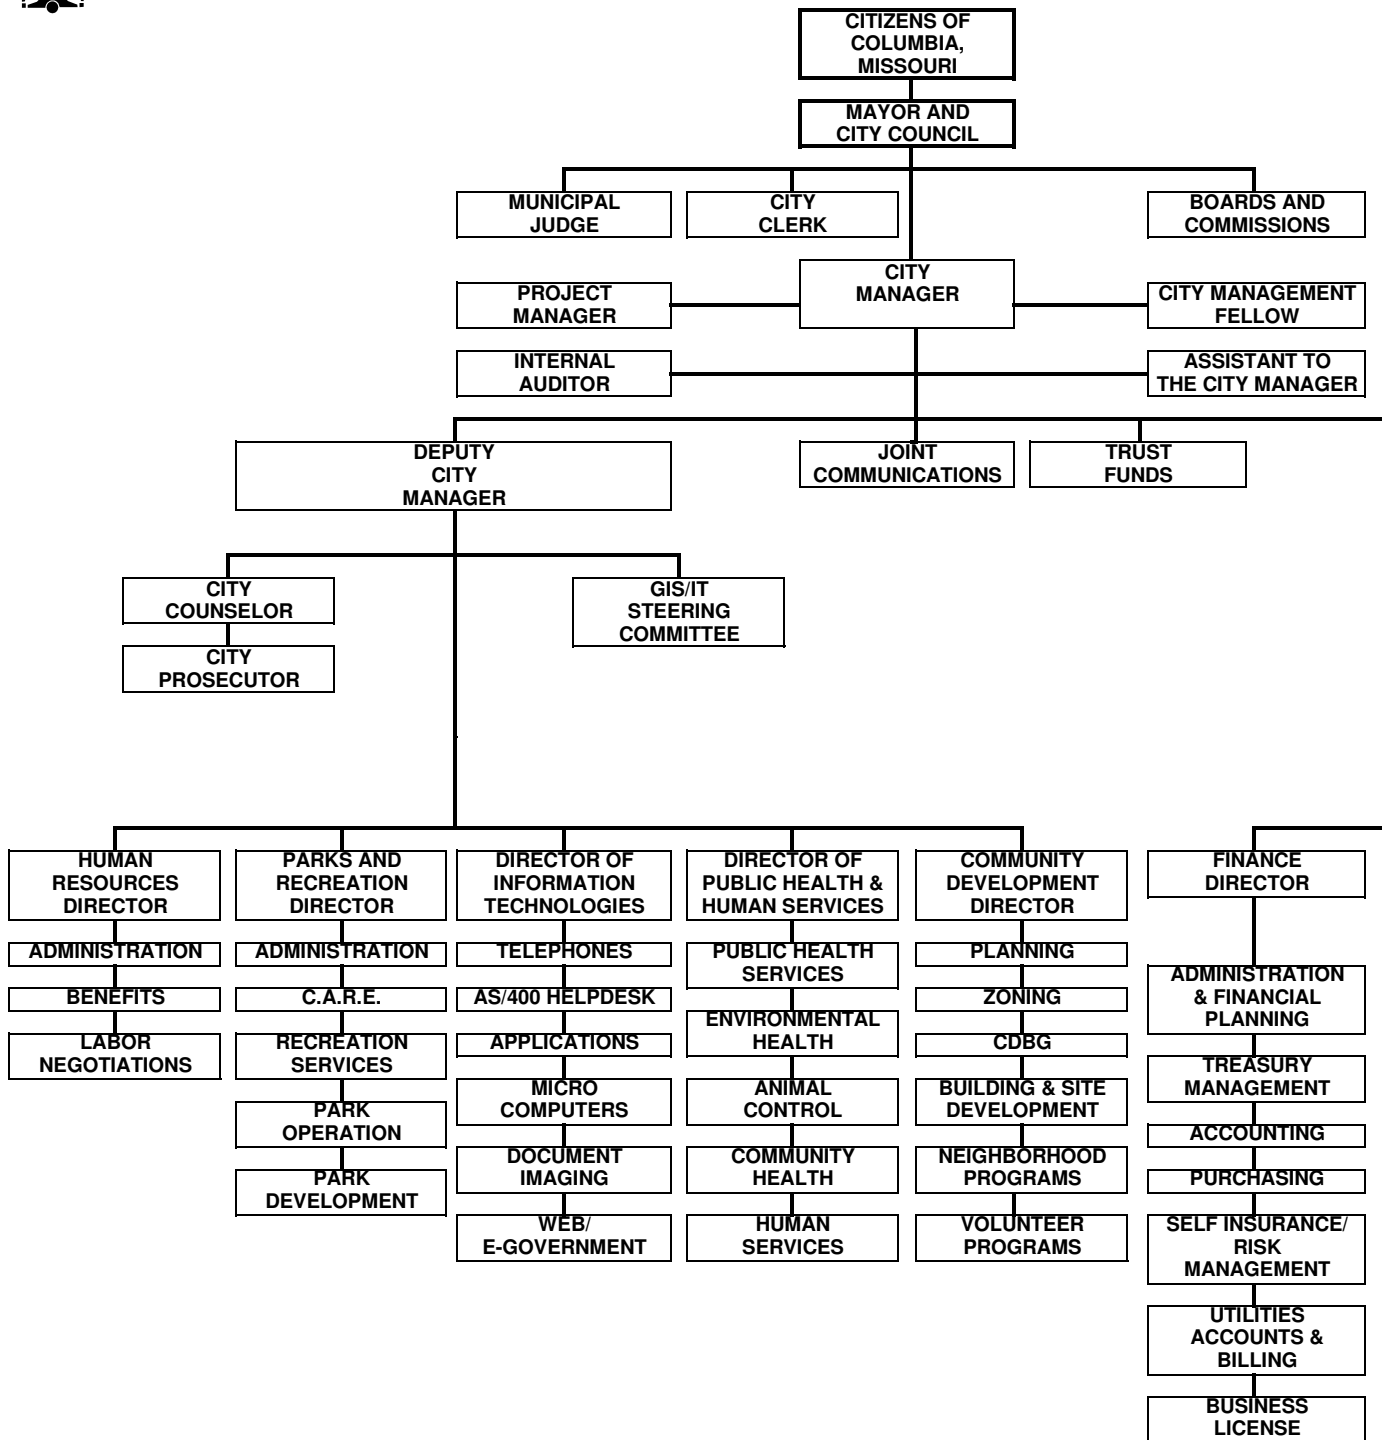 CITIZENS OF
COLUMBIA,
MISSOURI
MAYOR AND
CITY COUNCIL
MUNICIPAL
JUDGE
CITY
CLERK
BOARDS AND
COMMISSIONS
CITY
MANAGER
PROJECT
MANAGER
CITY MANAGEMENT
FELLOW
INTERNAL
AUDITOR
ASSISTANT TO
THE CITY MANAGER
DEPUTY
CITY
MANAGER
JOINT
COMMUNICATIONS
TRUST
FUNDS
CITY
COUNSELOR
GIS/IT
STEERING
COMMITTEE
CITY
PROSECUTOR
HUMAN
RESOURCES
DIRECTOR
ADMINISTRATION
BENEFITS
LABOR
NEGOTIATIONS
PARKS AND
RECREATION
DIRECTOR
ADMINISTRATION
C.A.R.E.
RECREATION
SERVICES
PARK
OPERATION
PARK
DEVELOPMENT
DIRECTOR OF
INFORMATION
TECHNOLOGIES
TELEPHONES
AS/400 HELPDESK
APPLICATIONS
MICRO
COMPUTERS
DOCUMENT
IMAGING
WEB/
E-GOVERNMENT
DIRECTOR OF
PUBLIC HEALTH &
HUMAN SERVICES
PUBLIC HEALTH
SERVICES
ENVIRONMENTAL
HEALTH
ANIMAL
CONTROL
COMMUNITY
HEALTH
HUMAN
SERVICES
COMMUNITY
DEVELOPMENT
DIRECTOR
PLANNING
ZONING
CDBG
BUILDING & SITE
DEVELOPMENT
NEIGHBORHOOD
PROGRAMS
VOLUNTEER
PROGRAMS
FINANCE
DIRECTOR
ADMINISTRATION
& FINANCIAL
PLANNING
TREASURY
MANAGEMENT
ACCOUNTING
PURCHASING
SELF INSURANCE/
RISK
MANAGEMENT
UTILITIES
ACCOUNTS &
BILLING
BUSINESS
LICENSE